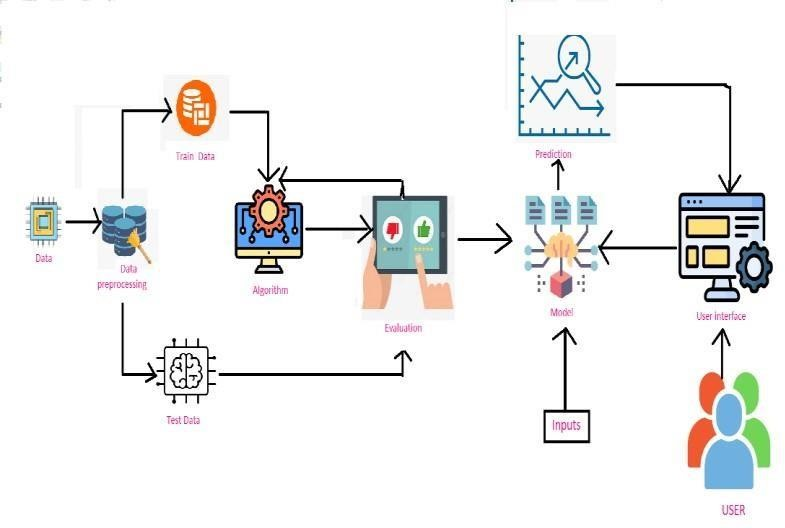 Data
Data
preprocessing
Train Data
Test Data
Algorithm
Evaluation
Prediction
Model
Inputs
User interface
USER